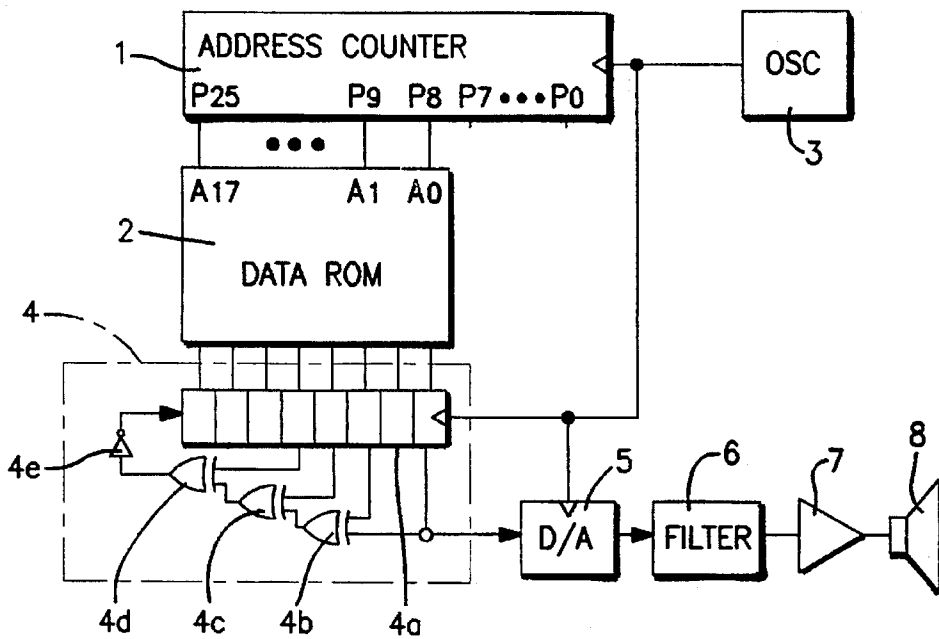 1
ADDRESS COUNTER
P25 P9 P8 P7 ••• P0
OSC
3
•••
A17 A1 A0
2
DATA ROM
4
4e
5
6
7
8
D/A
FILTER
4d 4c 4b 4a